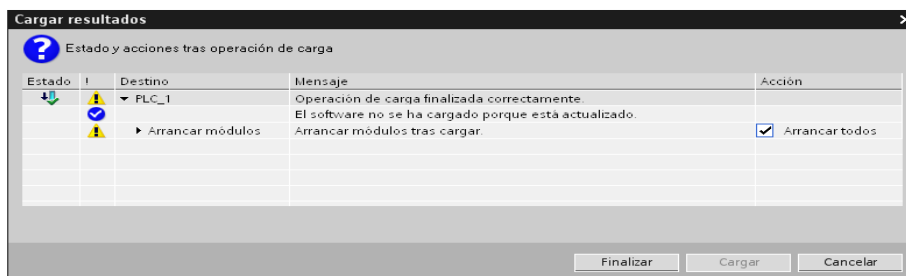 Cargar resultados
Estado y acciones tras operación de carga
Estado ! Destino Mensaje Acción
PLC_1 Operación de carga finalizada correctamente.
El software no se ha cargado porque está actualizado.
Arrancar módulos Arrancar módulos tras cargar. Arrancar todos
Finalizar Cargar Cancelar